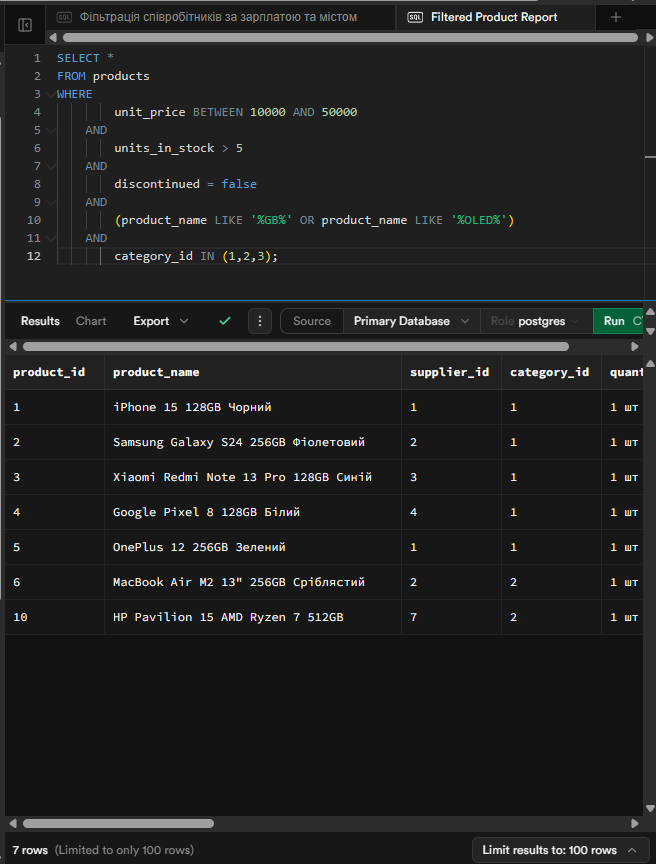 SQL Фільтрація співробітників за зарплатою та містом SQL Filtered Product Report
1 SELECT *
2 FROM products
3 WHERE
4 unit_price BETWEEN 10000 AND 50000
5 AND
6 units_in_stock > 5
7 AND
8 discontinued = false
9 AND
10 (product_name LIKE '%GB%' OR product_name LIKE '%OLED%')
11 AND
12 category_id IN (1,2,3);
Results Chart Export Source Primary Database Role postgres Run
product_id product_name supplier_id category_id quant
1 iPhone 15 128GB Чорний 1 1 1 шт
2 Samsung Galaxy S24 256GB Фіолетовий 2 1 1 шт
3 Xiaomi Redmi Note 13 Pro 128GB Синій 3 1 1 шт
4 Google Pixel 8 128GB Білий 4 1 1 шт
5 OnePlus 12 256GB Зелений 1 1 1 шт
6 MacBook Air M2 13" 256GB Сріблястий 2 2 1 шт
10 HP Pavilion 15 AMD Ryzen 7 512GB 7 2 1 шт
7 rows (Limited to only 100 rows) Limit results to: 100 rows